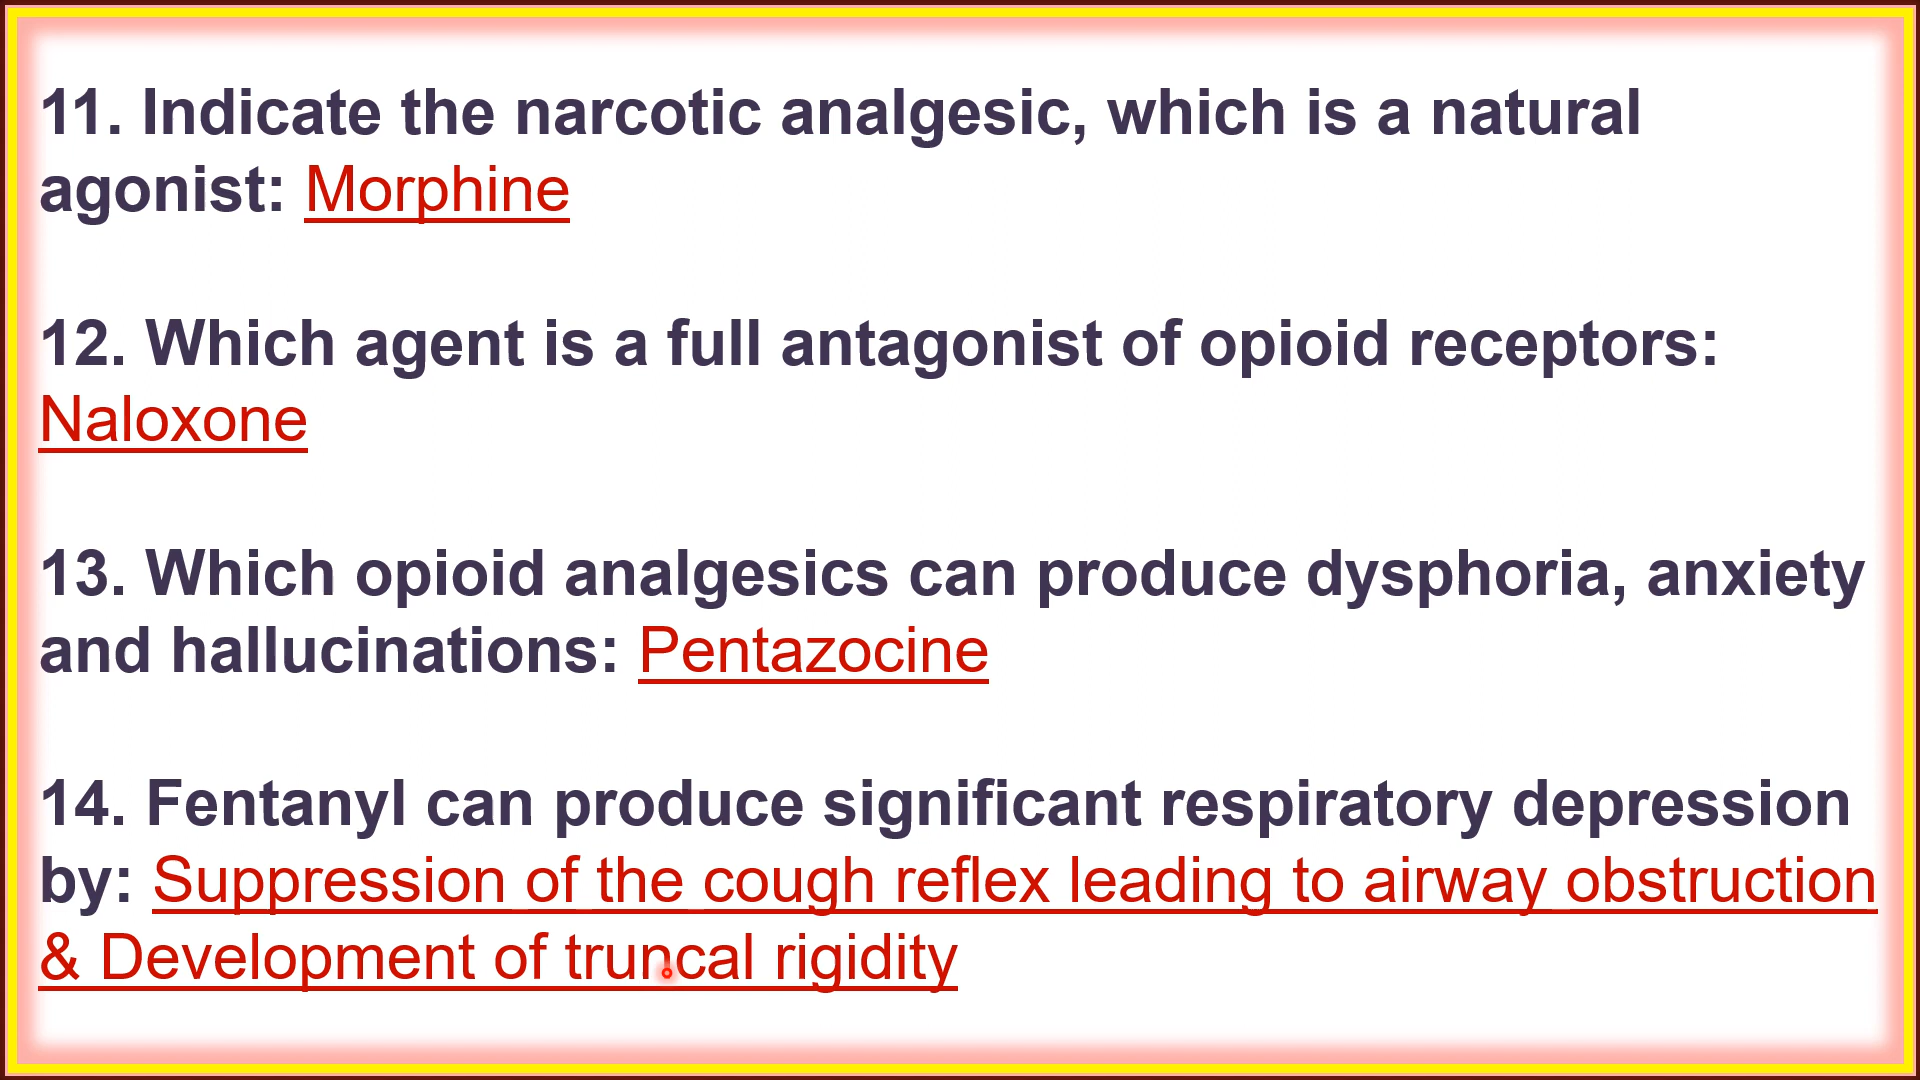 11. Indicate the narcotic analgesic, which is a natural
agonist: Morphine
12. Which agent is a full antagonist of opioid receptors:
Naloxone
13. Which opioid analgesics can produce dysphoria, anxiety
and hallucinations: Pentazocine
14. Fentanyl can produce significant respiratory depression
by: Suppression of the cough reflex leading to airway obstruction
& Development of truncal rigidity